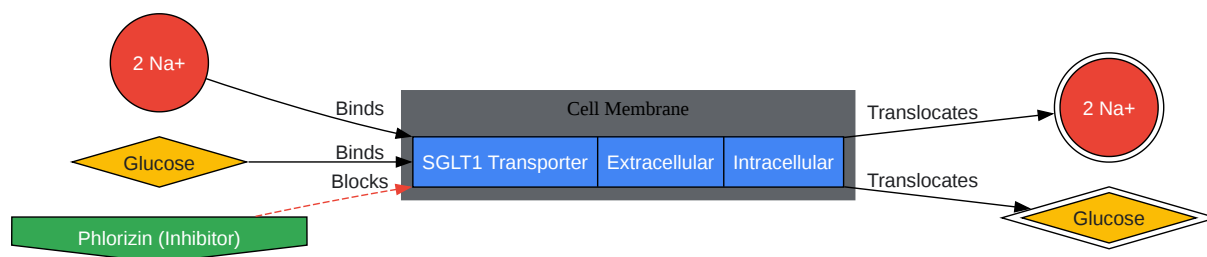 2 Na+
Binds
Cell Membrane
Translocates
2 Na+
Glucose
Binds
SGLT1 Transporter
Extracellular
Intracellular
Blocks
Translocates
Glucose
Phlorizin (Inhibitor)